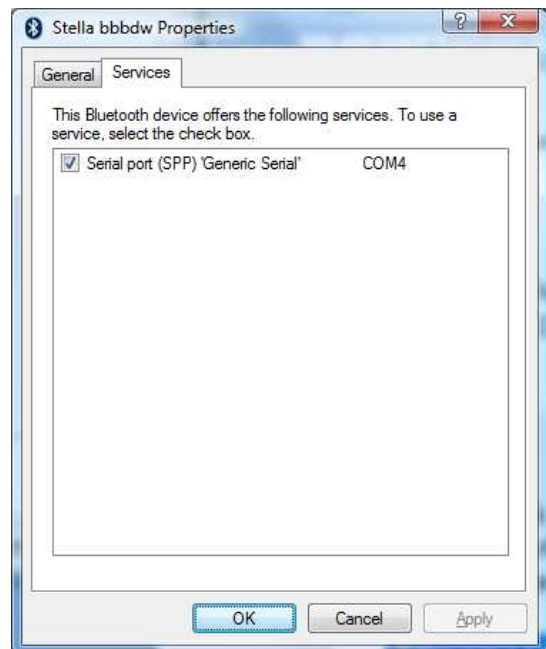 Stella bbbdw Properties
General Services
This Bluetooth device offers the following services. To use a
service, select the check box.
Serial port (SPP) 'Generic Serial' COM4
OK Cancel Apply